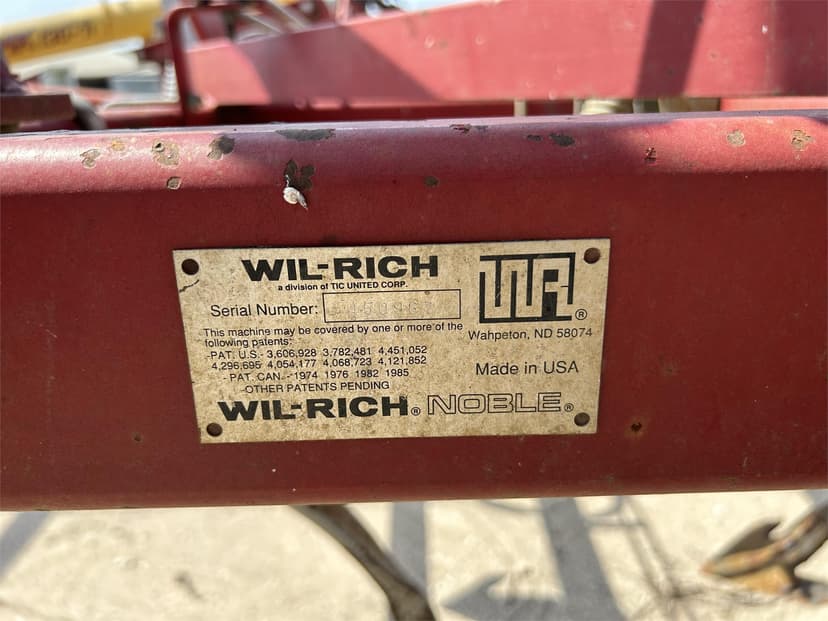 WIL-RICH
a division of TIC UNITED CORP.
Serial Number:
This machine may be covered by one or more of the
following patents:
-PAT. U.S - 3,606,928 3,782,481 4,451,052
4,296,695 4,054,177 4,068,723 4,121,852
- PAT. CAN. - 1974 1976 1982 1985
-OTHER PATENTS PENDING
WIL-RICH® NOBLE®
WR®
Wahpeton, ND 58074
Made in USA